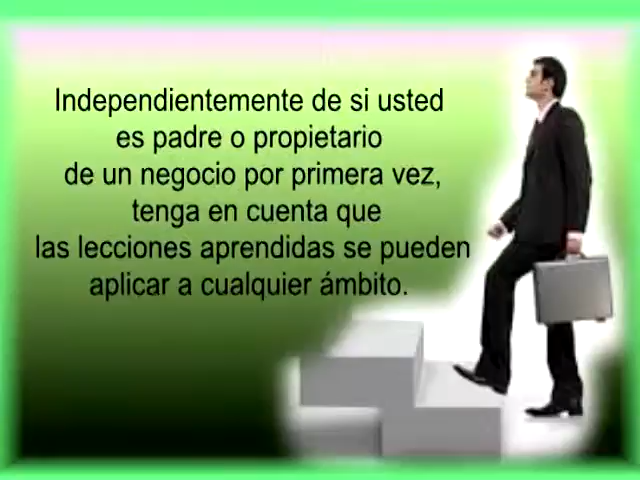 Independientemente de si usted
es padre o propietario
de un negocio por primera vez,
tenga en cuenta que
las lecciones aprendidas se pueden
aplicar a cualquier ámbito.